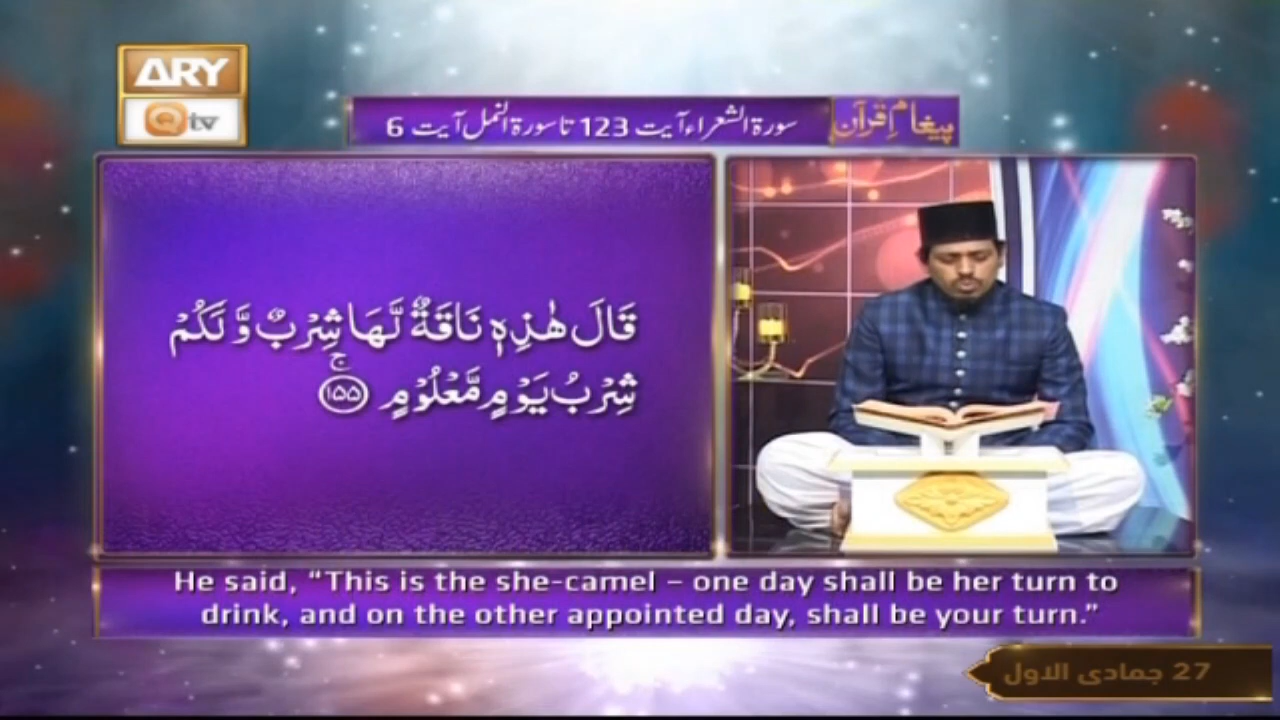 ARY
Qtv
پیغامِ قرآن
سورۃ الشعراء آیت 123 تا سورۃ النمل آیت 6
قَالَ هٰذِهٖ نَاقَةٌ لَّهَا شِرْبٌ وَّ لَكُمْ
شِرْبُ يَوْمٍ مَّعْلُوْمٍ ۚ ﴿۱۵۵﴾
He said, “This is the she-camel – one day shall be her turn to
drink, and on the other appointed day, shall be your turn.”
27 جمادی الاول